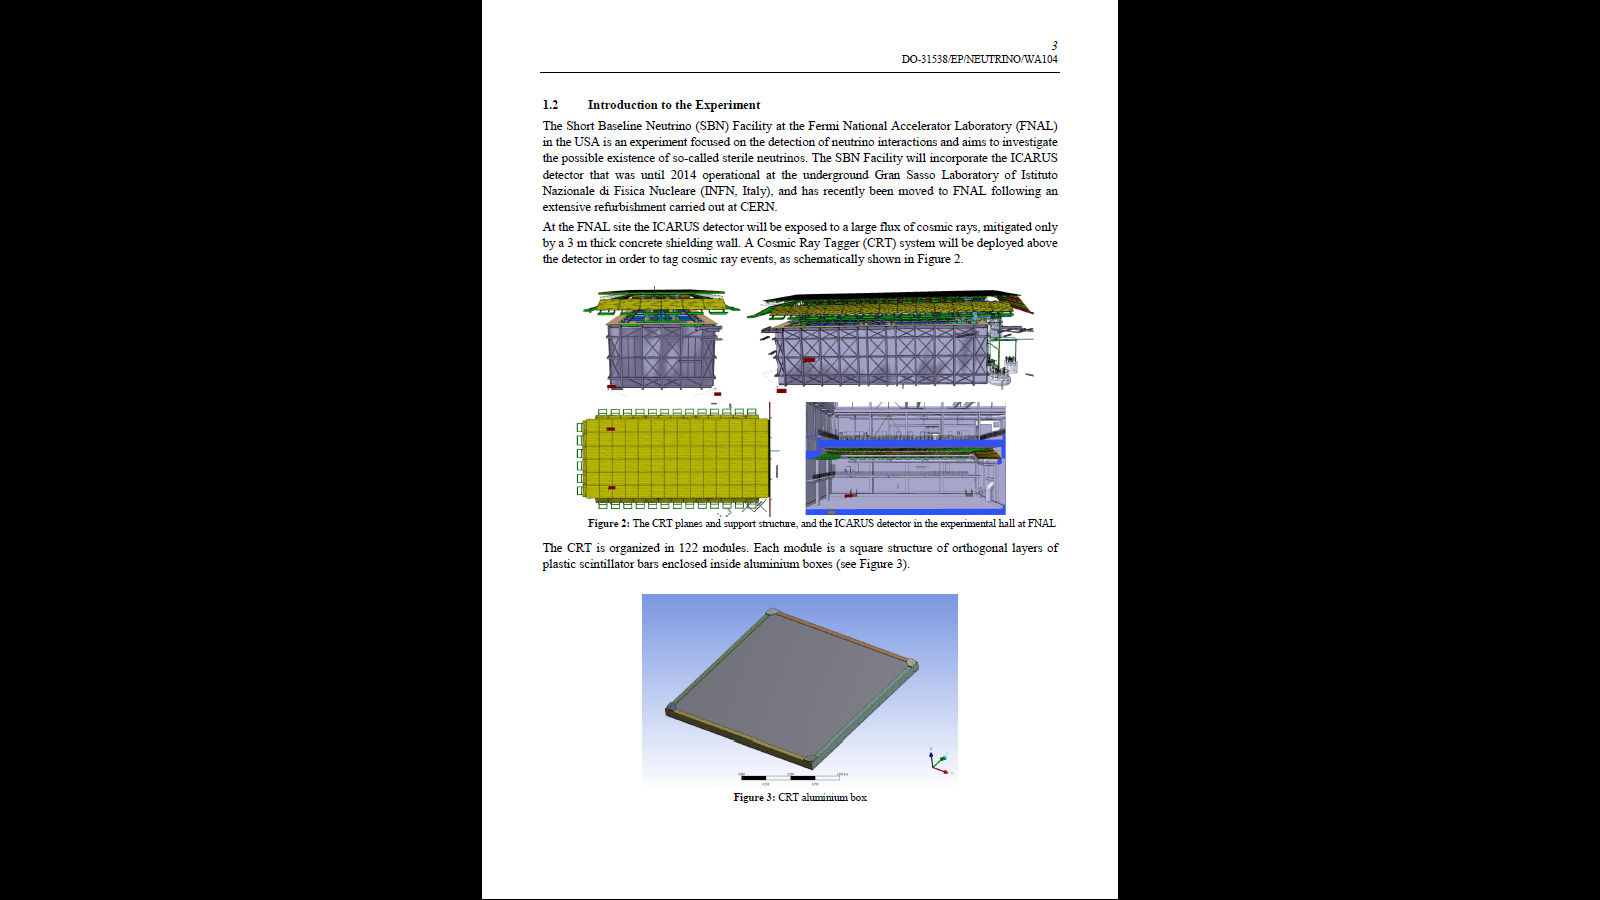 3
DO-31538/EP/NEUTRINO/WA104
1.2 Introduction to the Experiment
The Short Baseline Neutrino (SBN) Facility at the Fermi National Accelerator Laboratory (FNAL)
in the USA is an experiment focused on the detection of neutrino interactions and aims to investigate
the possible existence of so-called sterile neutrinos. The SBN Facility will incorporate the ICARUS
detector that was until 2014 operational at the underground Gran Sasso Laboratory of Istituto
Nazionale di Fisica Nucleare (INFN, Italy), and has recently been moved to FNAL following an
extensive refurbishment carried out at CERN.
At the FNAL site the ICARUS detector will be exposed to a large flux of cosmic rays, mitigated only
by a 3 m thick concrete shielding wall. A Cosmic Ray Tagger (CRT) system will be deployed above
the detector in order to tag cosmic ray events, as schematically shown in Figure 2.
Figure 2: The CRT planes and support structure, and the ICARUS detector in the experimental hall at FNAL
The CRT is organized in 122 modules. Each module is a square structure of orthogonal layers of
plastic scintillator bars enclosed inside aluminium boxes (see Figure 3).
Figure 3: CRT aluminium box